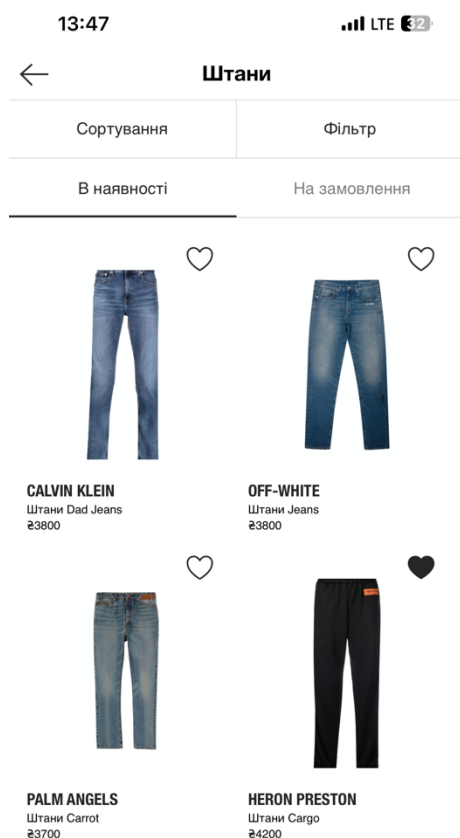 13:47 LTE 32
Штани
Сортування Фільтр
В наявності На замовлення
CALVIN KLEIN
Штани Dad Jeans
₴3800
OFF-WHITE
Штани Jeans
₴3800
PALM ANGELS
Штани Carrot
₴3700
HERON PRESTON
Штани Cargo
₴4200